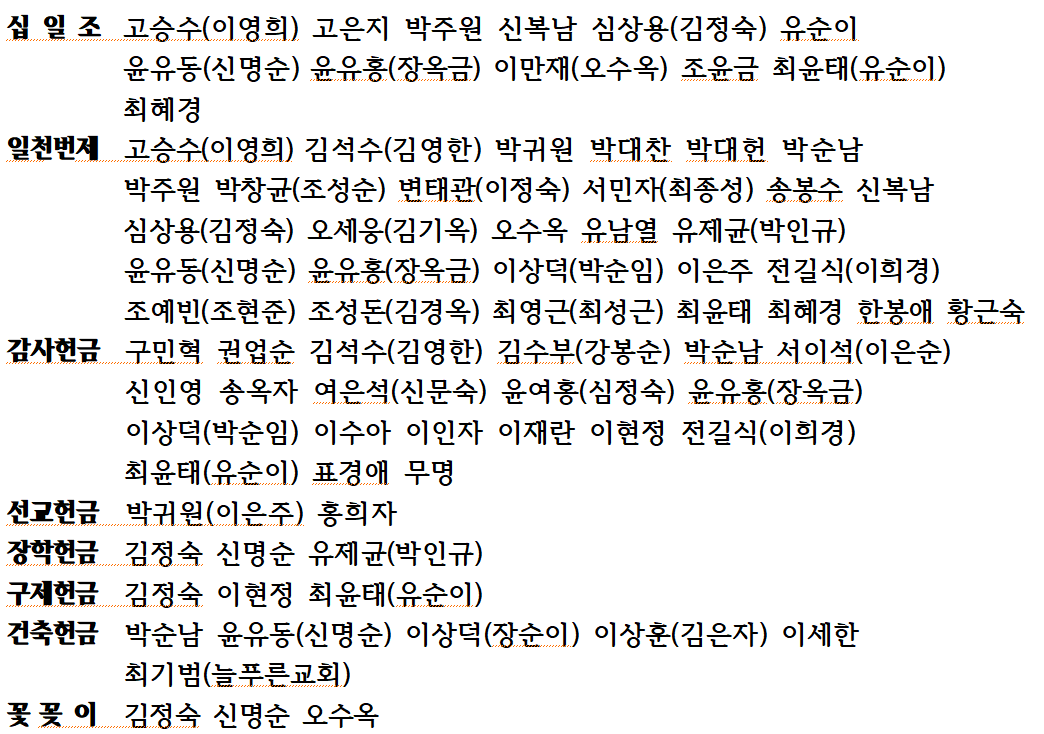 십 일 조 고승수(이영희) 고은지 박주원 신복남 심상용(김정숙) 유순이
윤유동(신명순) 윤유홍(장옥금) 이만재(오수옥) 조윤금 최윤태(유순이)
최혜경
일천번제 고승수(이영희) 김석수(김영한) 박귀원 박대찬 박대헌 박순남
박주원 박창균(조성순) 변태관(이정숙) 서민자(최종성) 송봉수 신복남
심상용(김정숙) 오세웅(김기옥) 오수옥 유남열 유제균(박인규)
윤유동(신명순) 윤유홍(장옥금) 이상덕(박순임) 이은주 전길식(이희경)
조예빈(조현준) 조성돈(김경옥) 최영근(최성근) 최윤태 최혜경 한봉애 황근숙
감사헌금 구민혁 권업순 김석수(김영한) 김수부(강봉순) 박순남 서이석(이은순)
신인영 송옥자 여은석(신문숙) 윤여홍(심정숙) 윤유홍(장옥금)
이상덕(박순임) 이수아 이인자 이재란 이현정 전길식(이희경)
최윤태(유순이) 표경애 무명
선교헌금 박귀원(이은주) 홍희자
장학헌금 김정숙 신명순 유제균(박인규)
구제헌금 김정숙 이현정 최윤태(유순이)
건축헌금 박순남 윤유동(신명순) 이상덕(장순이) 이상훈(김은자) 이세한
최기범(늘푸른교회)
꽃 꽂 이 김정숙 신명순 오수옥